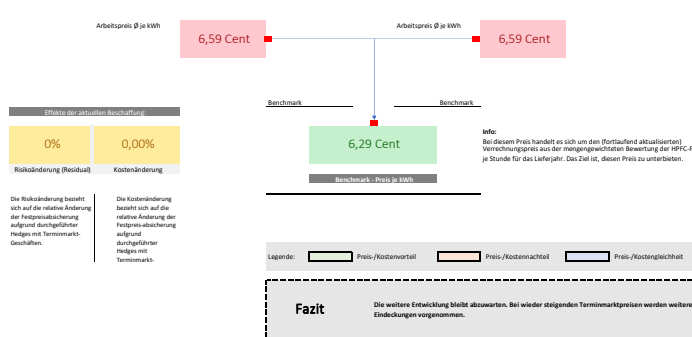 Arbeitspreis Ø je kWh
Arbeitspreis Ø je kWh
6,59 Cent
6,59 Cent
Benchmark
Benchmark
Effekte der aktuellen Beschaffung:
0%
0,00%
6,29 Cent
Info:
Bei diesem Preis handelt es sich um den (fortlaufend aktualisierten)
Verrechnungspreis aus der mengengewichteten Bewertung der HPFC-P
je Stunde für das Lieferjahr. Das Ziel ist, diesen Preis zu unterbieten.
Risikoänderung (Residual)
Kostenänderung
Benchmark - Preis je kWh
Die Risikoänderung bezieht
sich auf die relative Änderung
der Festpreisabsicherung
aufgrund durchgeführter
Hedges mit Terminmarkt-
Geschäften.
Die Kostenänderung
bezieht sich auf die
relative Änderung der
Festpreis-absicherung
aufgrund
durchgeführter
Hedges mit
Terminmarkt-
Legende:
Preis-/Kostenvorteil
Preis-/Kostennachteil
Preis-/Kostengleichheit
Fazit
Die weitere Entwicklung bleibt abzuwarten. Bei wieder steigenden Terminmarktpreisen werden weitere
Eindeckungen vorgenommen.